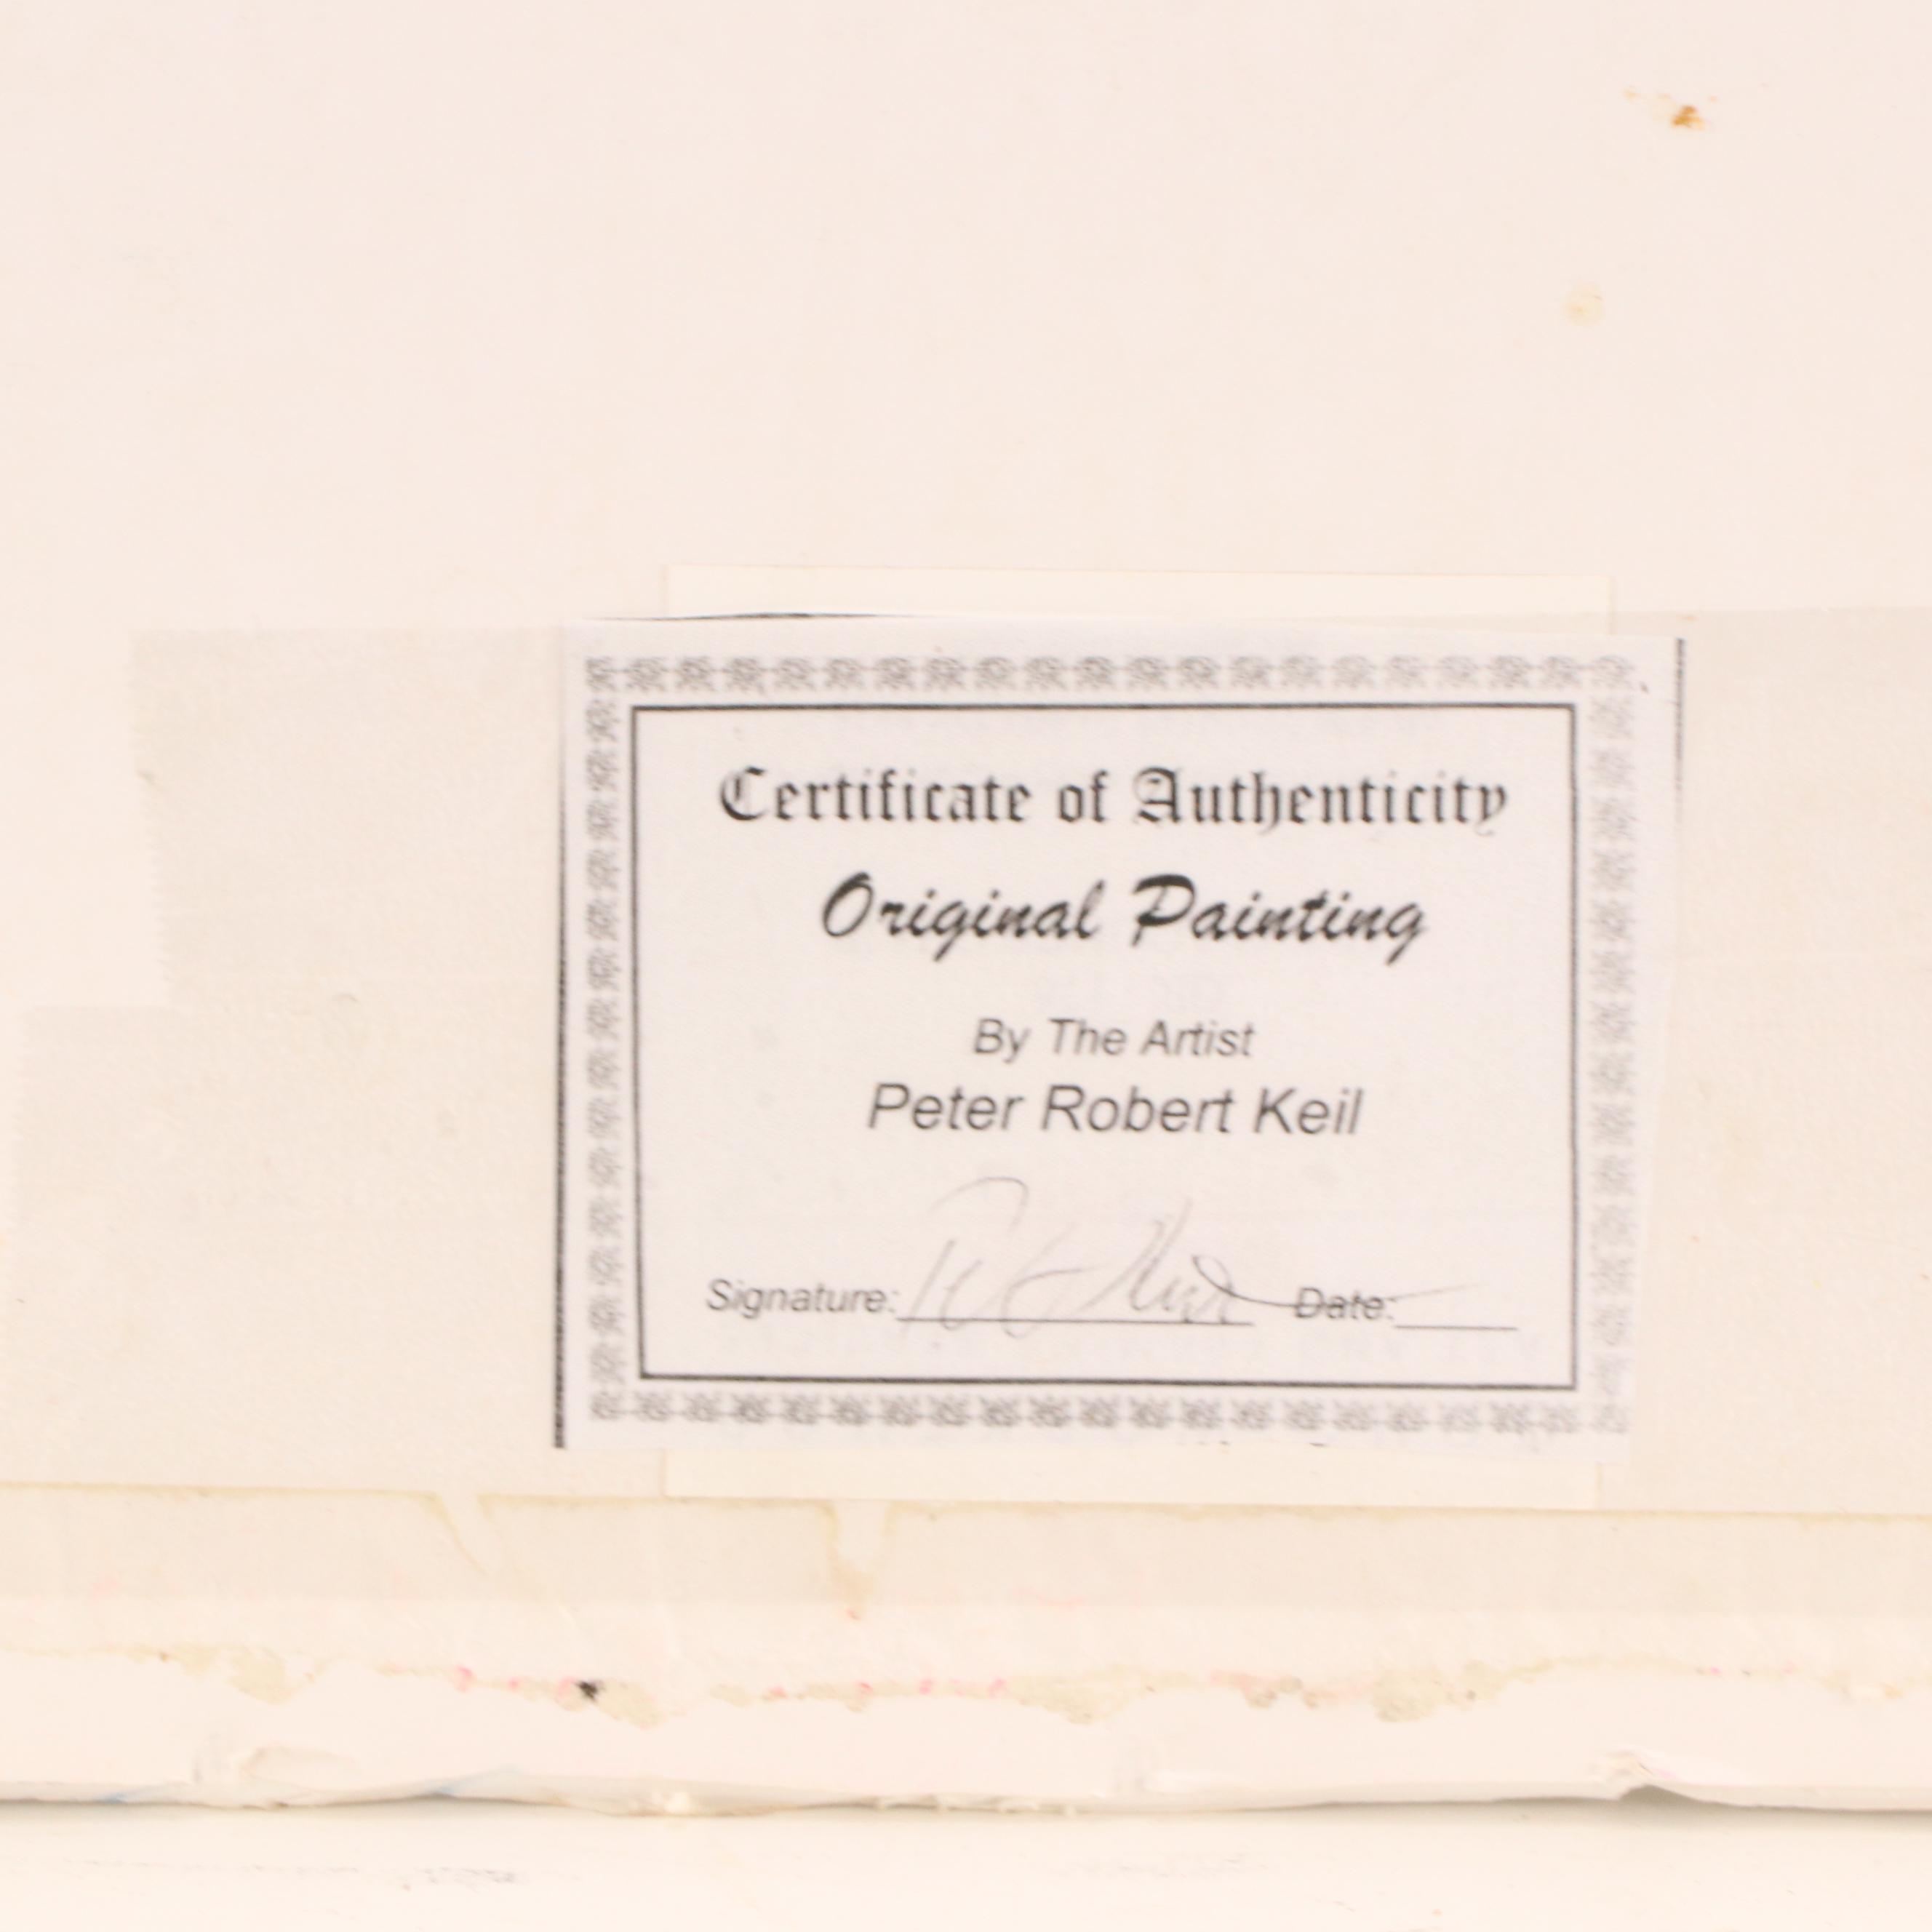 Certificate of Authenticity
Original Painting
By The Artist
Peter Robert Keil
Signature: Date: